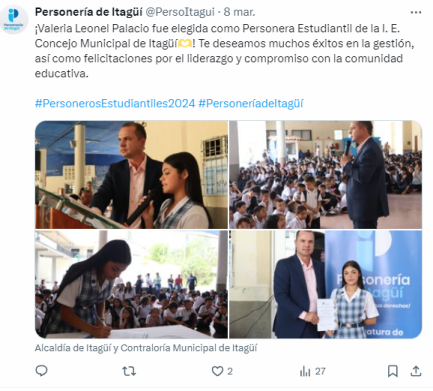 Personería de Itagüí @PersoItagui · 8 mar.
¡Valeria Leonel Palacio fue elegida como Personera Estudiantil de la I. E.
Concejo Municipal de Itagüí🫶! Te deseamos muchos éxitos en la gestión,
así como felicitaciones por el liderazgo y compromiso con la comunidad
educativa.
#PersonerosEstudiantiles2024 #PersoneríadeItagüí
Personería
Itagüí
Alcaldía de Itagüí y Contraloría Municipal de Itagüí
2
27